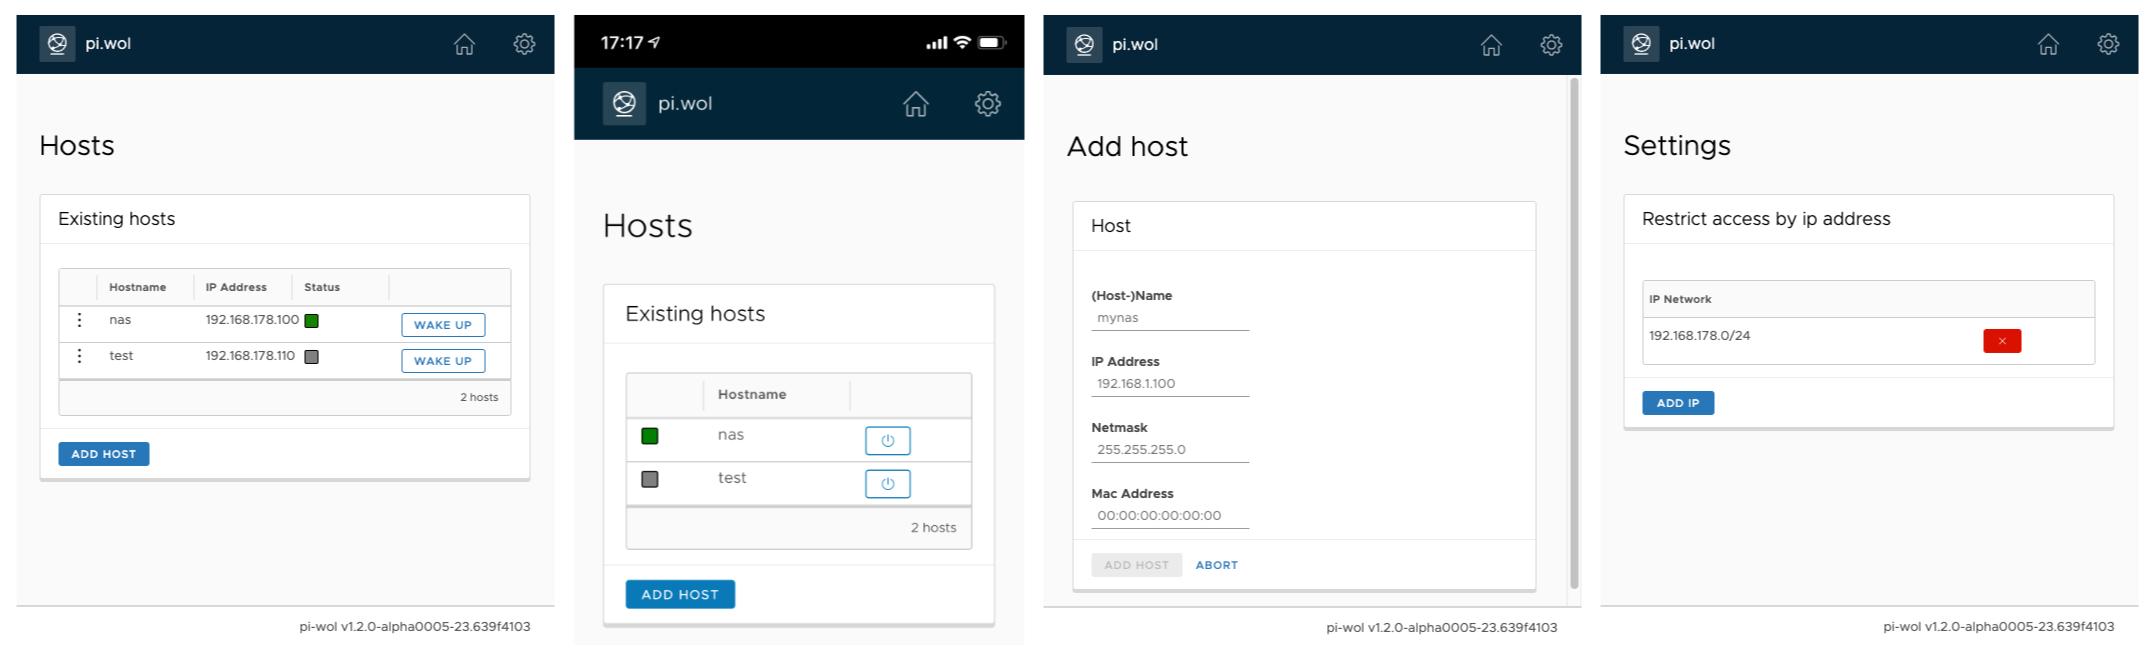 pi.wol
Hosts
Existing hosts
Hostname IP Address Status
nas 192.168.178.100 WAKE UP
test 192.168.178.110 WAKE UP
2 hosts
ADD HOST
pi-wol v1.2.0-alpha0005-23.639f4103
17:17
pi.wol
Hosts
Existing hosts
Hostname
nas
test
2 hosts
ADD HOST
pi.wol
Add host
Host
(Host-)Name
mynas
IP Address
192.168.1.100
Netmask
255.255.255.0
Mac Address
00:00:00:00:00:00
ADD HOST ABORT
pi-wol v1.2.0-alpha0005-23.639f4103
pi.wol
Settings
Restrict access by ip address
IP Network
192.168.178.0/24
ADD IP
pi-wol v1.2.0-alpha0005-23.639f4103